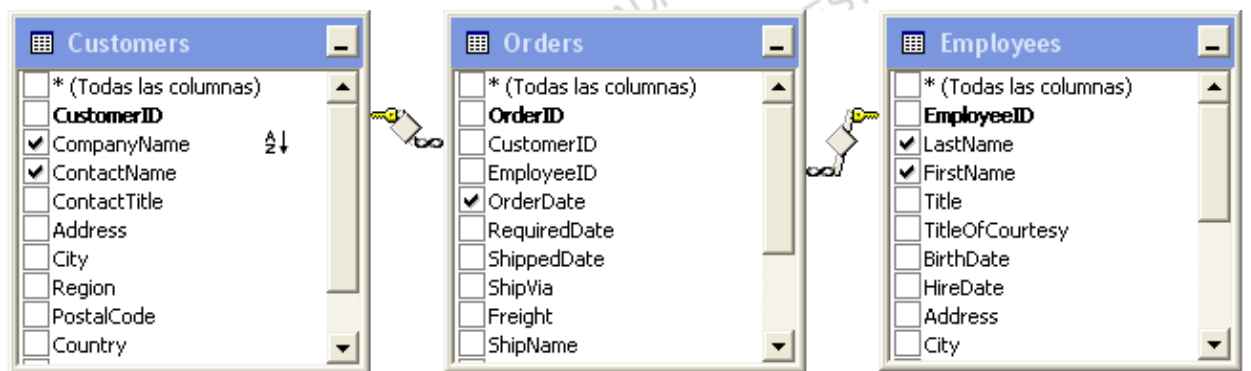 Customers
* (Todas las columnas)
CustomerID
CompanyName
ContactName
ContactTitle
Address
City
Region
PostalCode
Country
Orders
* (Todas las columnas)
OrderID
CustomerID
EmployeeID
OrderDate
RequiredDate
ShippedDate
ShipVia
Freight
ShipName
Employees
* (Todas las columnas)
EmployeeID
LastName
FirstName
Title
TitleOfCourtesy
BirthDate
HireDate
Address
City